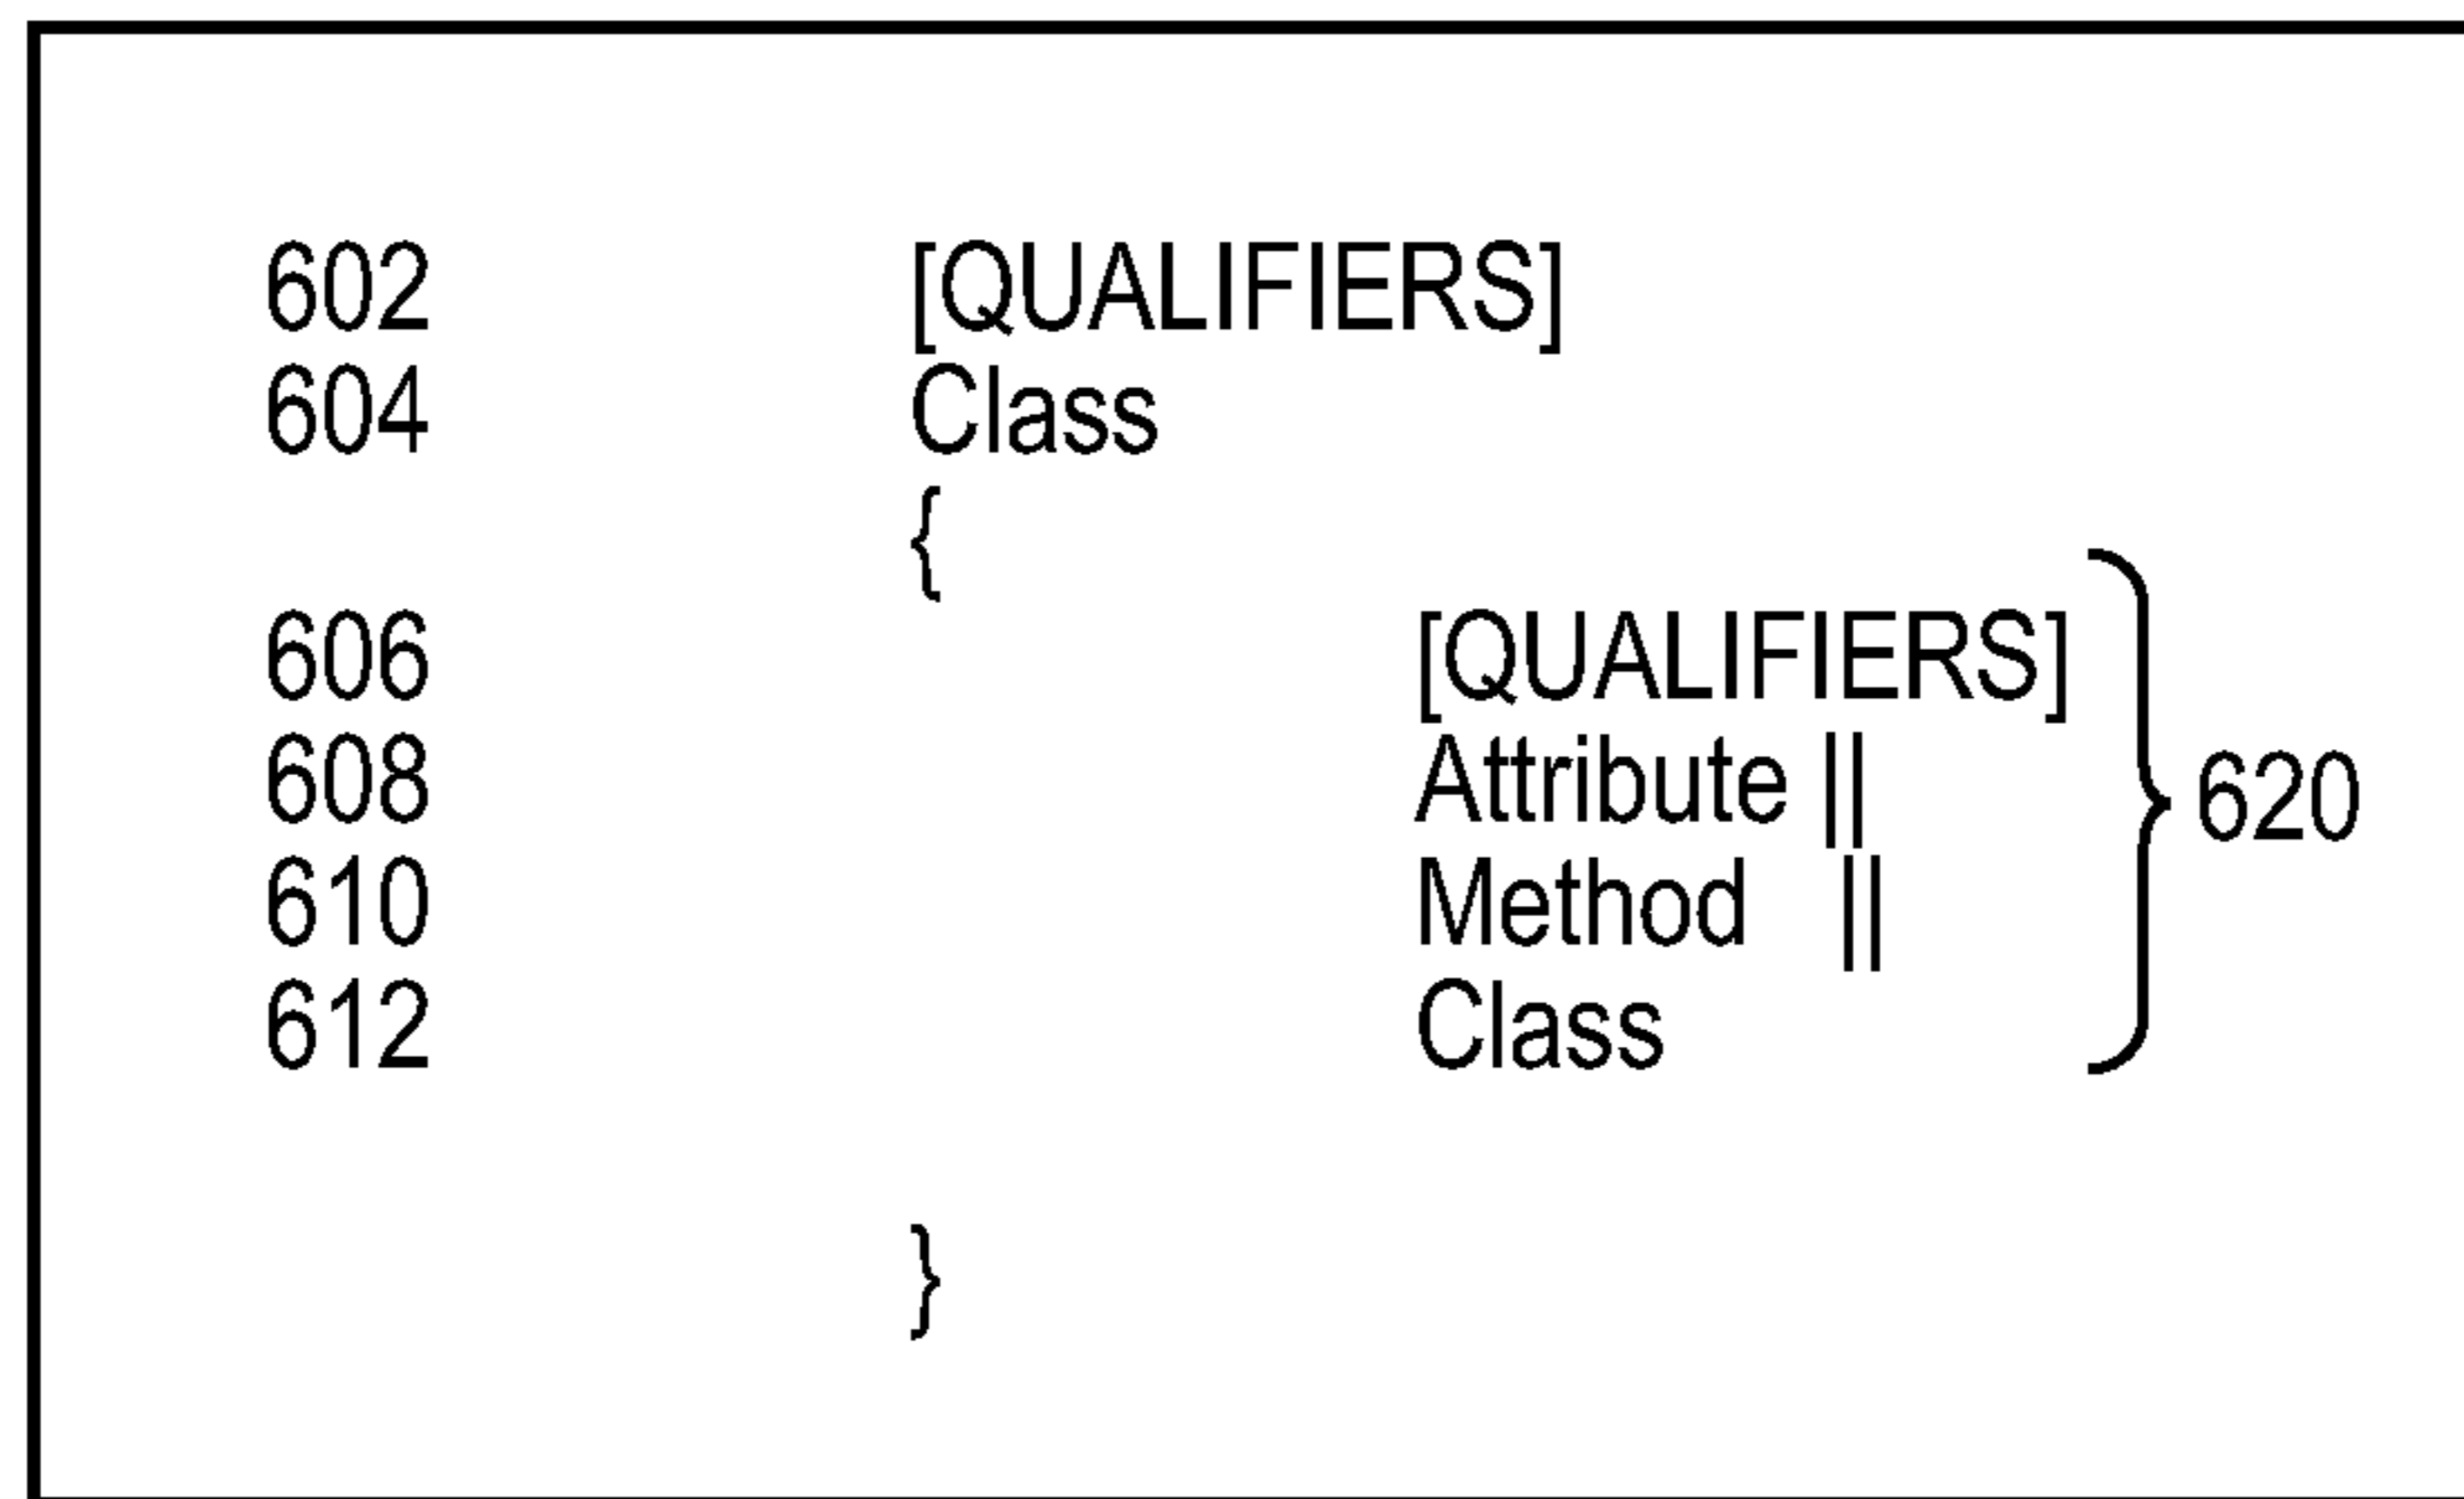 602 [QUALIFIERS]
604 Class
{
606 [QUALIFIERS]
608 Attribute ||
620
610 Method ||
612 Class
}